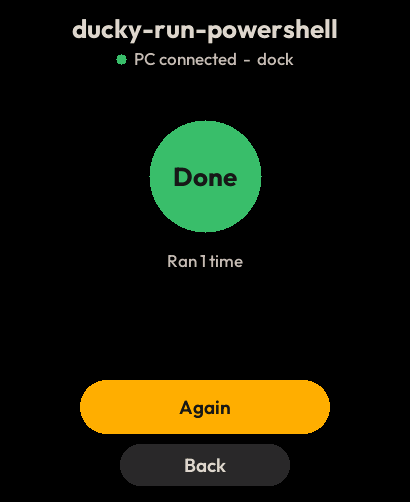 ducky-run-powershell
PC connected - dock
Done
Ran 1 time
Again
Back